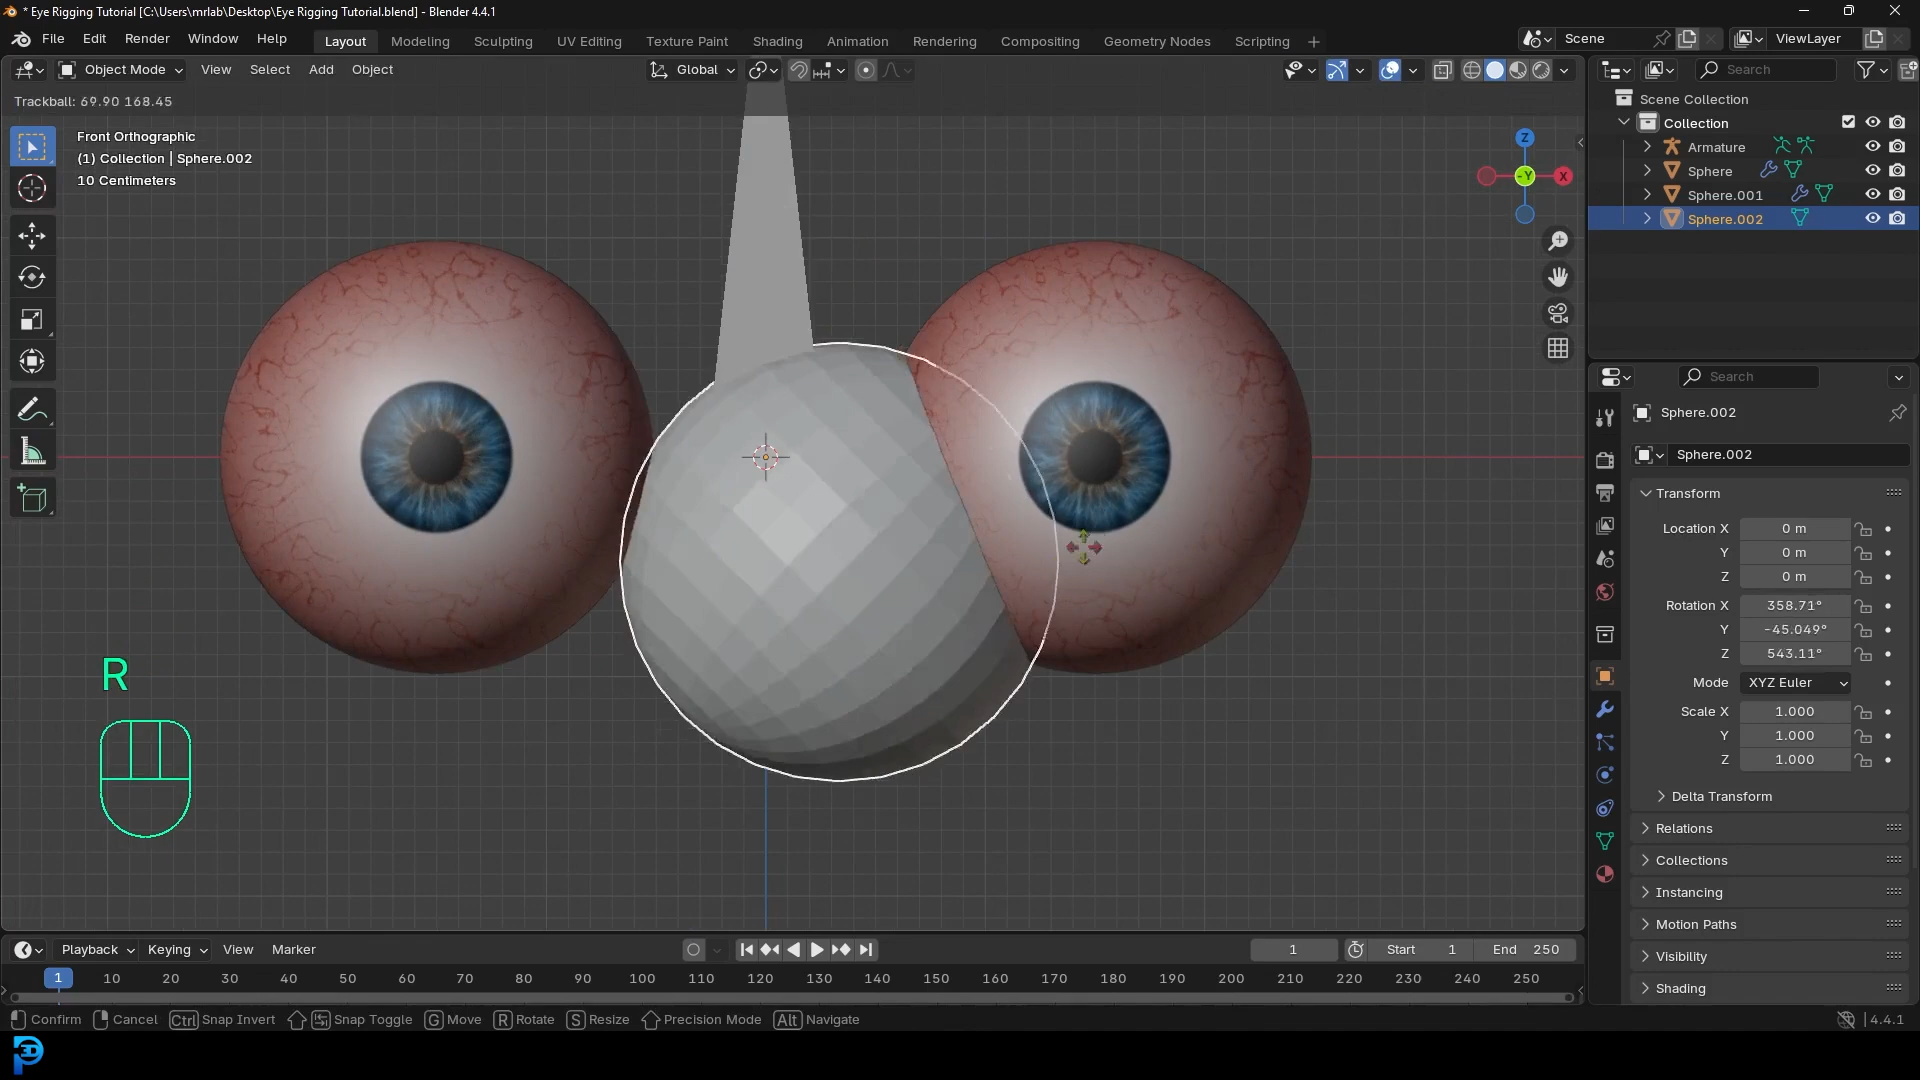 * Eye Rigging Tutorial [C:\Users\mrlab\Desktop\Eye Rigging Tutorial.blend] - Blender 4.4.1
File Edit Render Window Help Layout Modeling Sculpting UV Editing Texture Paint Shading Animation Rendering Compositing Geometry Nodes Scripting + Scene ViewLayer
Object Mode View Select Add Object Global Search
Trackball: 69.90 168.45
Scene Collection
Collection
Armature
Sphere
Sphere.001
Sphere.002
Front Orthographic
(1) Collection | Sphere.002
10 Centimeters
Z
-Y
X
Search
Sphere.002
Sphere.002
Transform
Location X 0 m
Y 0 m
Z 0 m
Rotation X 358.71°
Y -45.049°
Z 543.11°
Mode XYZ Euler
Scale X 1.000
Y 1.000
Z 1.000
Delta Transform
Relations
Collections
Instancing
Motion Paths
Visibility
Shading
R
Playback Keying View Marker 1 Start 1 End 250
1 10 20 30 40 50 60 70 80 90 100 110 120 130 140 150 160 170 180 190 200 210 220 230 240 250
Confirm Cancel Ctrl Snap Invert Snap Toggle G Move R Rotate S Resize Precision Mode Alt Navigate 4.4.1